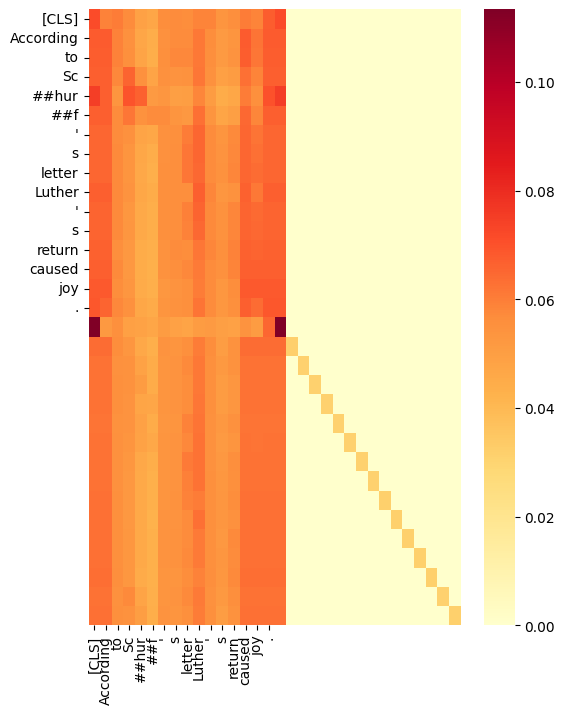 [CLS]
According
to
Sc
##hur
##f
'
s
letter
Luther
'
s
return
caused
joy
.
[CLS]
According
to
Sc
##hur
##f
'
s
letter
Luther
'
s
return
caused
joy
.
0.10
0.08
0.06
0.04
0.02
0.00